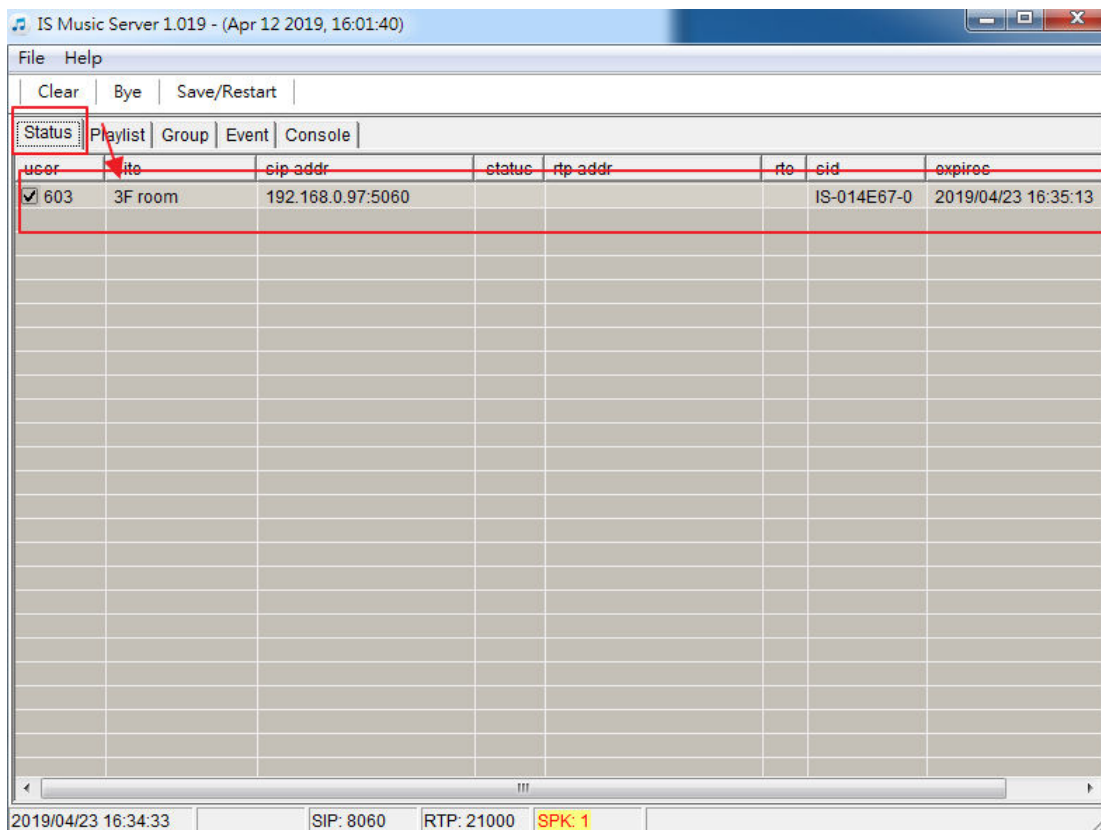 IS Music Server 1.019 - (Apr 12 2019, 16:01:40)
File Help
Clear Bye Save/Restart
Status Playlist Group Event Console
user site sip addr status rtp addr rto sid expires
603 3F room 192.168.0.97:5060 IS-014E67-0 2019/04/23 16:35:13
2019/04/23 16:34:33 SIP: 8060 RTP: 21000 SPK: 1